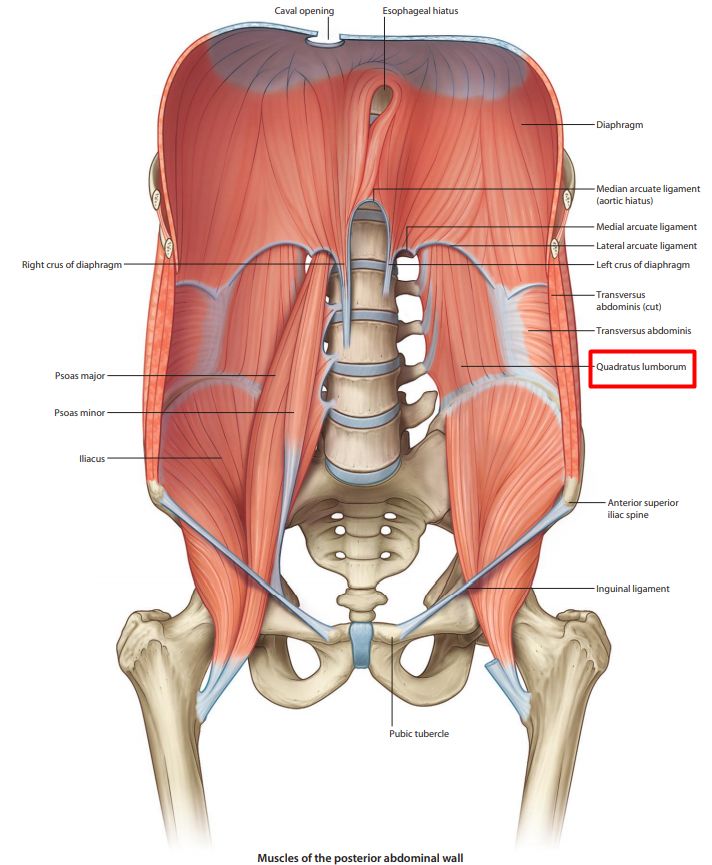 Caval opening
Esophageal hiatus
Diaphragm
Median arcuate ligament
(aortic hiatus)
Medial arcuate ligament
Lateral arcuate ligament
Right crus of diaphragm
Left crus of diaphragm
Transversus
abdominis (cut)
Transversus abdominis
Quadratus lumborum
Psoas major
Psoas minor
Iliacus
Anterior superior
iliac spine
Inguinal ligament
Pubic tubercle
Muscles of the posterior abdominal wall